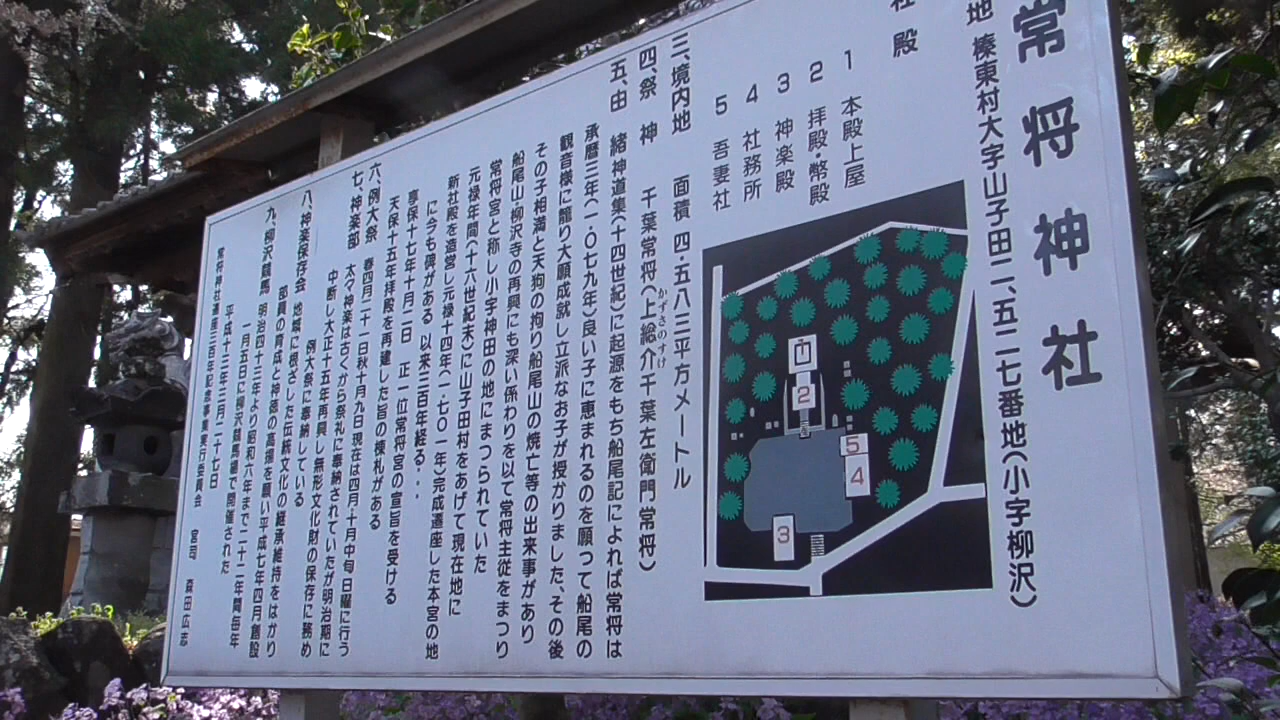 常将神社
地 榛東村大字山子田二、五二七番地(小字柳沢)
社殿
1 本殿上屋
2 拝殿・幣殿
3 神楽殿
4 社務所
5 吾妻社
三、境内地 面積 四・五八三平方メートル
四、祭神 千葉常将(上総介千葉左衛門常将)
かずさのすけ
五、由緒 神道集(十四世紀)に起源をもち船尾記によれば常将は
承暦三年(一・〇七九年)良い子に恵まれるのを願って船尾の
観音様に籠り大願成就し立派なお子が授かりました、その後
その子相満と天狗の拘り船尾山の焼亡等の出来事があり
船尾山柳沢寺の再興にも深い係わりを以て常将主従をまつり
常将宮と称し小字神田の地にまつられていた
元禄年間(十六世紀末)に山子田村をあげて現在地に
新社殿を造営し元禄十四年(一・七〇一年)完成遷座した本宮の地
に今も碑がある 以来三百年経る・・
享保十七年十月二日 正一位常将宮の宣旨を受ける
天保十五年拝殿を再建した旨の棟札がある
六、例大祭 春四月二十一日秋十月九日現在は四月・十月中旬日曜に行う
七、神楽部 太々神楽は古くから祭礼に奉納されていたが明治期に
中断し大正十五年再興し無形文化財の保存に務め
例大祭に奉納している
八、神楽保存会 地域に根ざした伝統文化の継承維持をはかり
部員の育成と神徳の高揚を願い平成七年四月創設
九、柳沢競馬 明治四十三年より昭和六年まで二十二年間毎年
一月五日に柳沢競馬場で開催された
平成十三年三月二十七日
常将神社遷座三百年記念事業実行委員会 宮司 森田広志
1
2
5
4
3